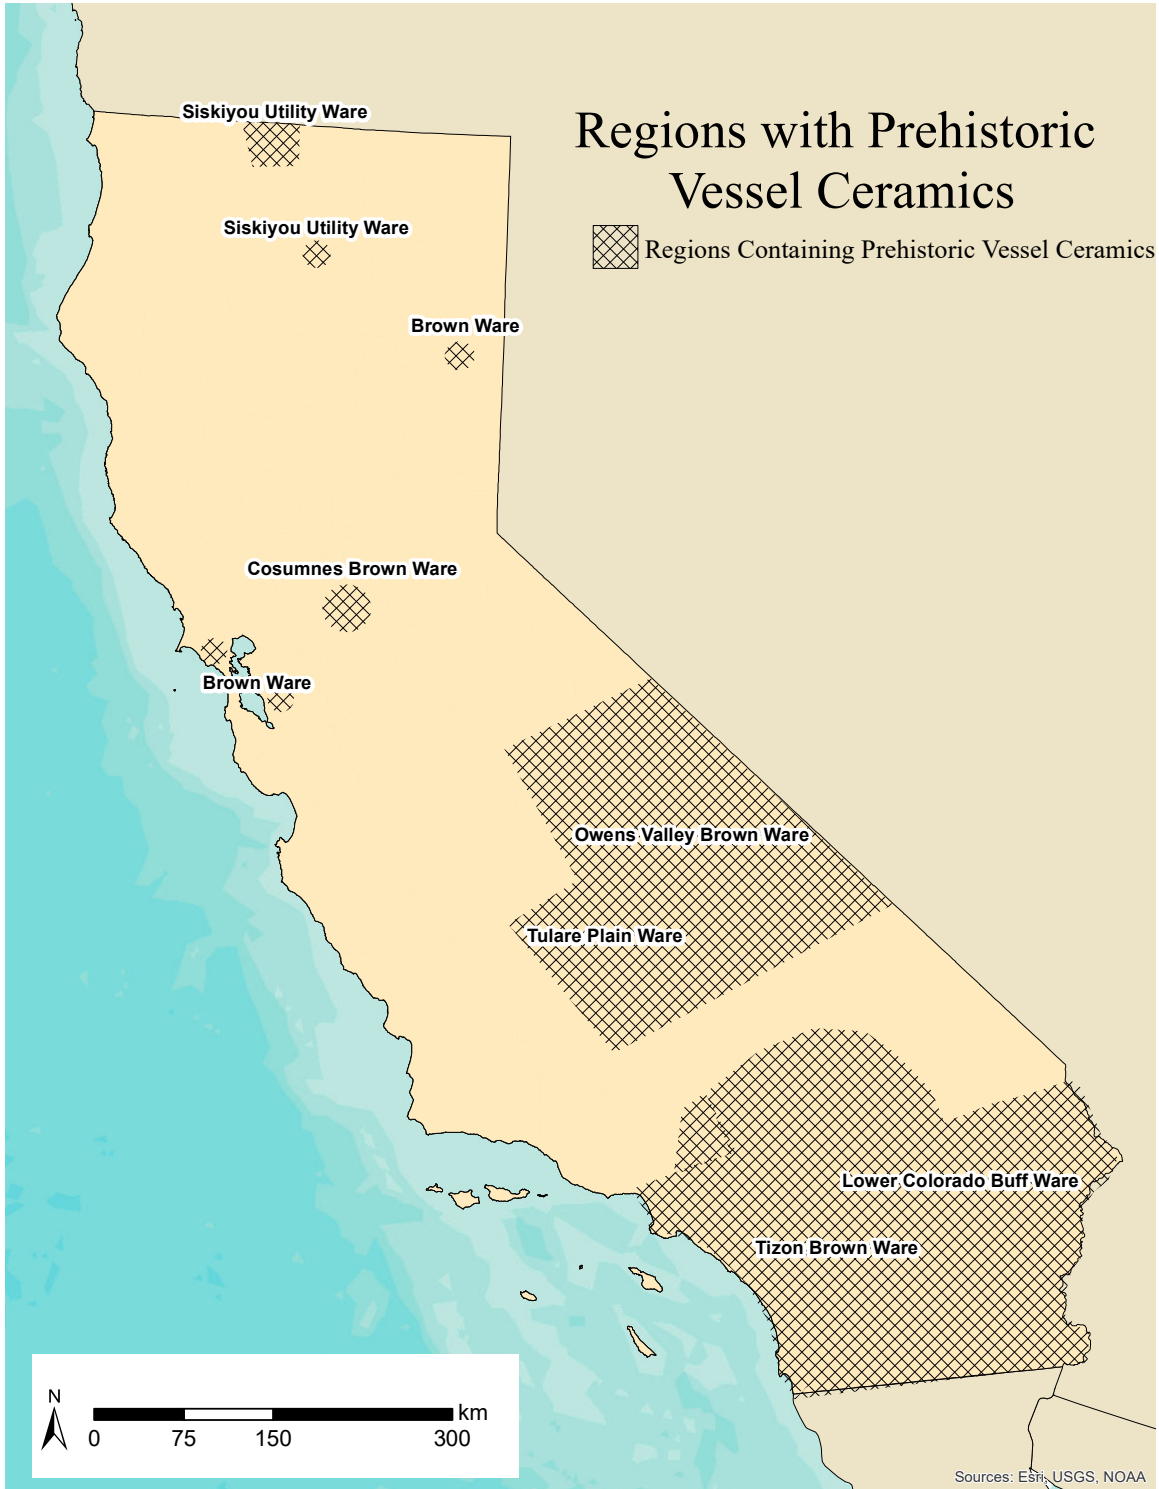 Siskiyou Utility Ware
Regions with Prehistoric
Vessel Ceramics
Siskiyou Utility Ware
Regions Containing Prehistoric Vessel Ceramics
Brown Ware
Cosumnes Brown Ware
Brown Ware
Owens Valley Brown Ware
Tulare Plain Ware
Lower Colorado Buff Ware
Tizon Brown Ware
N
km
0 75 150 300
Sources: Esri, USGS, NOAA